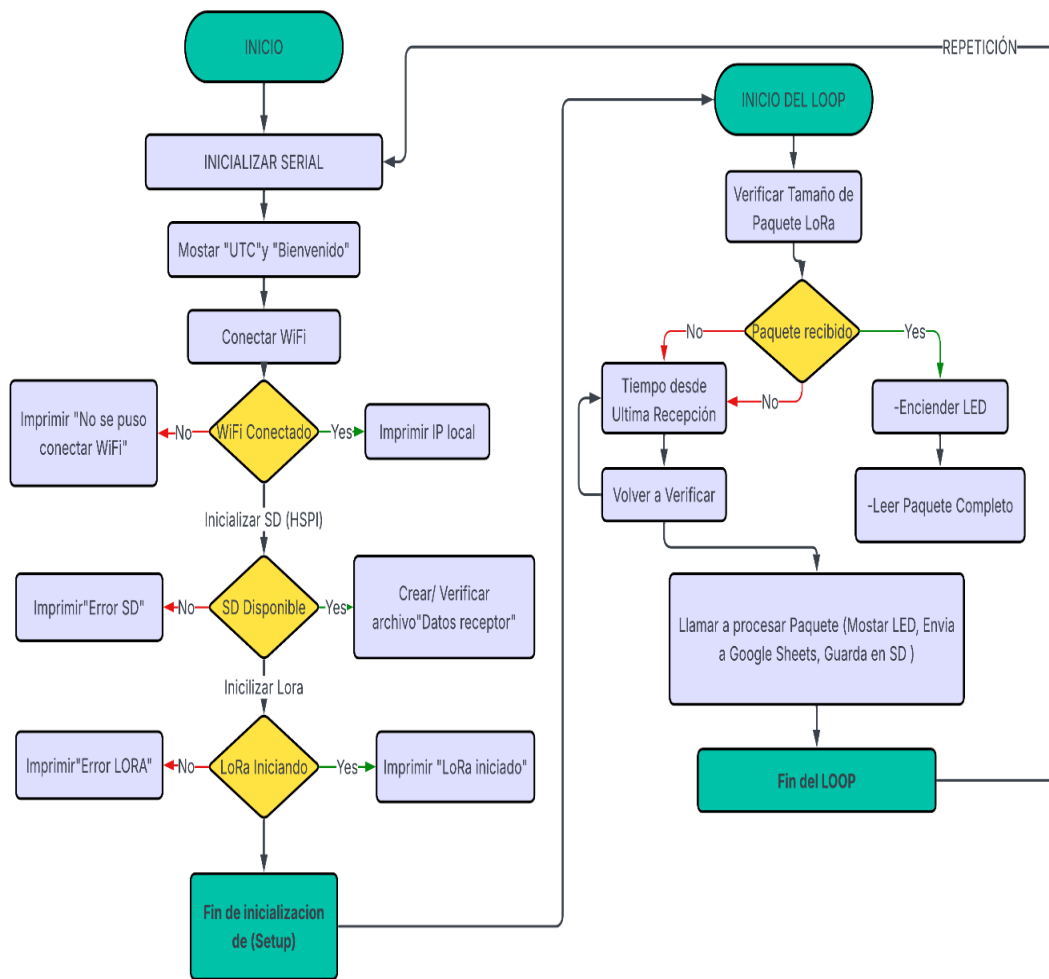 INICIO
INICIALIZAR SERIAL
Mostar "UTC"y "Bienvenido"
Conectar WiFi
WiFi Conectado
No
Imprimir "No se puso
conectar WiFi"
Yes
Imprimir IP local
Inicializar SD (HSPI)
SD Disponible
No
Imprimir"Error SD"
Yes
Crear/ Verificar
archivo"Datos receptor"
Inicilizar Lora
LoRa Iniciando
No
Imprimir"Error LORA"
Yes
Imprimir "LoRa iniciado"
Fin de inicializacion
de (Setup)
REPETICIÓN
INICIO DEL LOOP
Verificar Tamaño de
Paquete LoRa
Paquete recibido
No
No
Tiempo desde
Ultima Recepción
Volver a Verificar
Yes
-Enciender LED
-Leer Paquete Completo
Llamar a procesar Paquete (Mostar LED, Envia
a Google Sheets, Guarda en SD )
Fin del LOOP